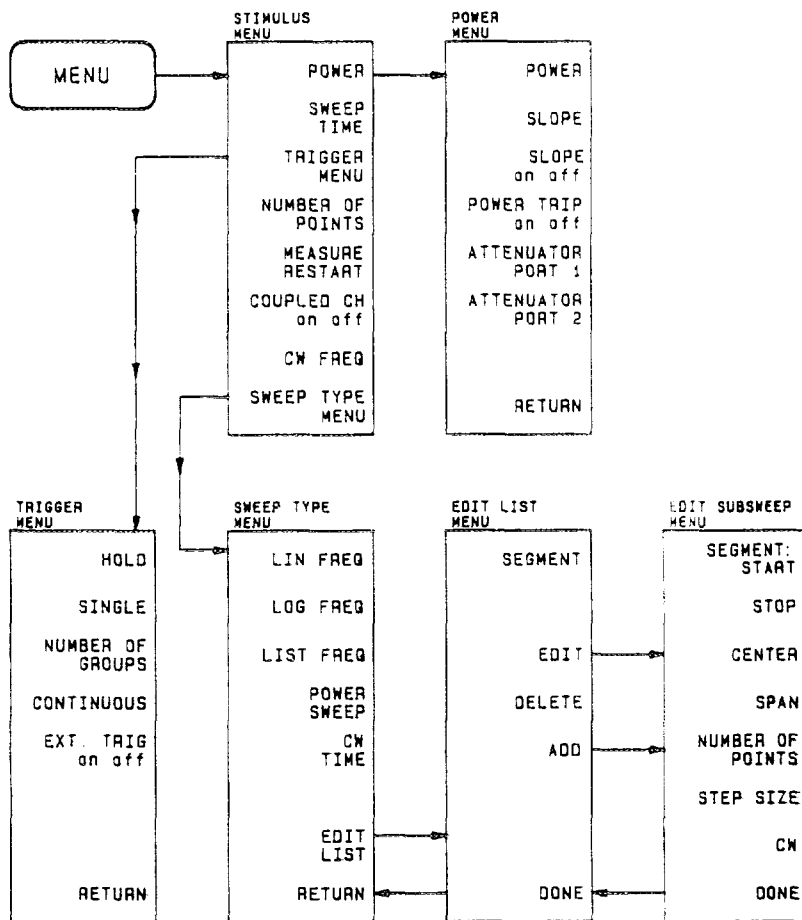 MENU
STIMULUS
MENU
POWER
SWEEP
TIME
TRIGGER
MENU
NUMBER OF
POINTS
MEASURE
RESTART
COUPLED CH
on off
CW FREQ
SWEEP TYPE
MENU
POWER
MENU
POWER
SLOPE
SLOPE
on off
POWER TRIP
on off
ATTENUATOR
PORT 1
ATTENUATOR
PORT 2
RETURN
TRIGGER
MENU
HOLD
SINGLE
NUMBER OF
GROUPS
CONTINUOUS
EXT. TRIG
on off
RETURN
SWEEP TYPE
MENU
LIN FREQ
LOG FREQ
LIST FREQ
POWER
SWEEP
CW
TIME
EDIT
LIST
RETURN
EDIT LIST
MENU
SEGMENT
EDIT
DELETE
ADD
DONE
EDIT SUBSWEEP
MENU
SEGMENT:
START
STOP
CENTER
SPAN
NUMBER OF
POINTS
STEP SIZE
CW
DONE